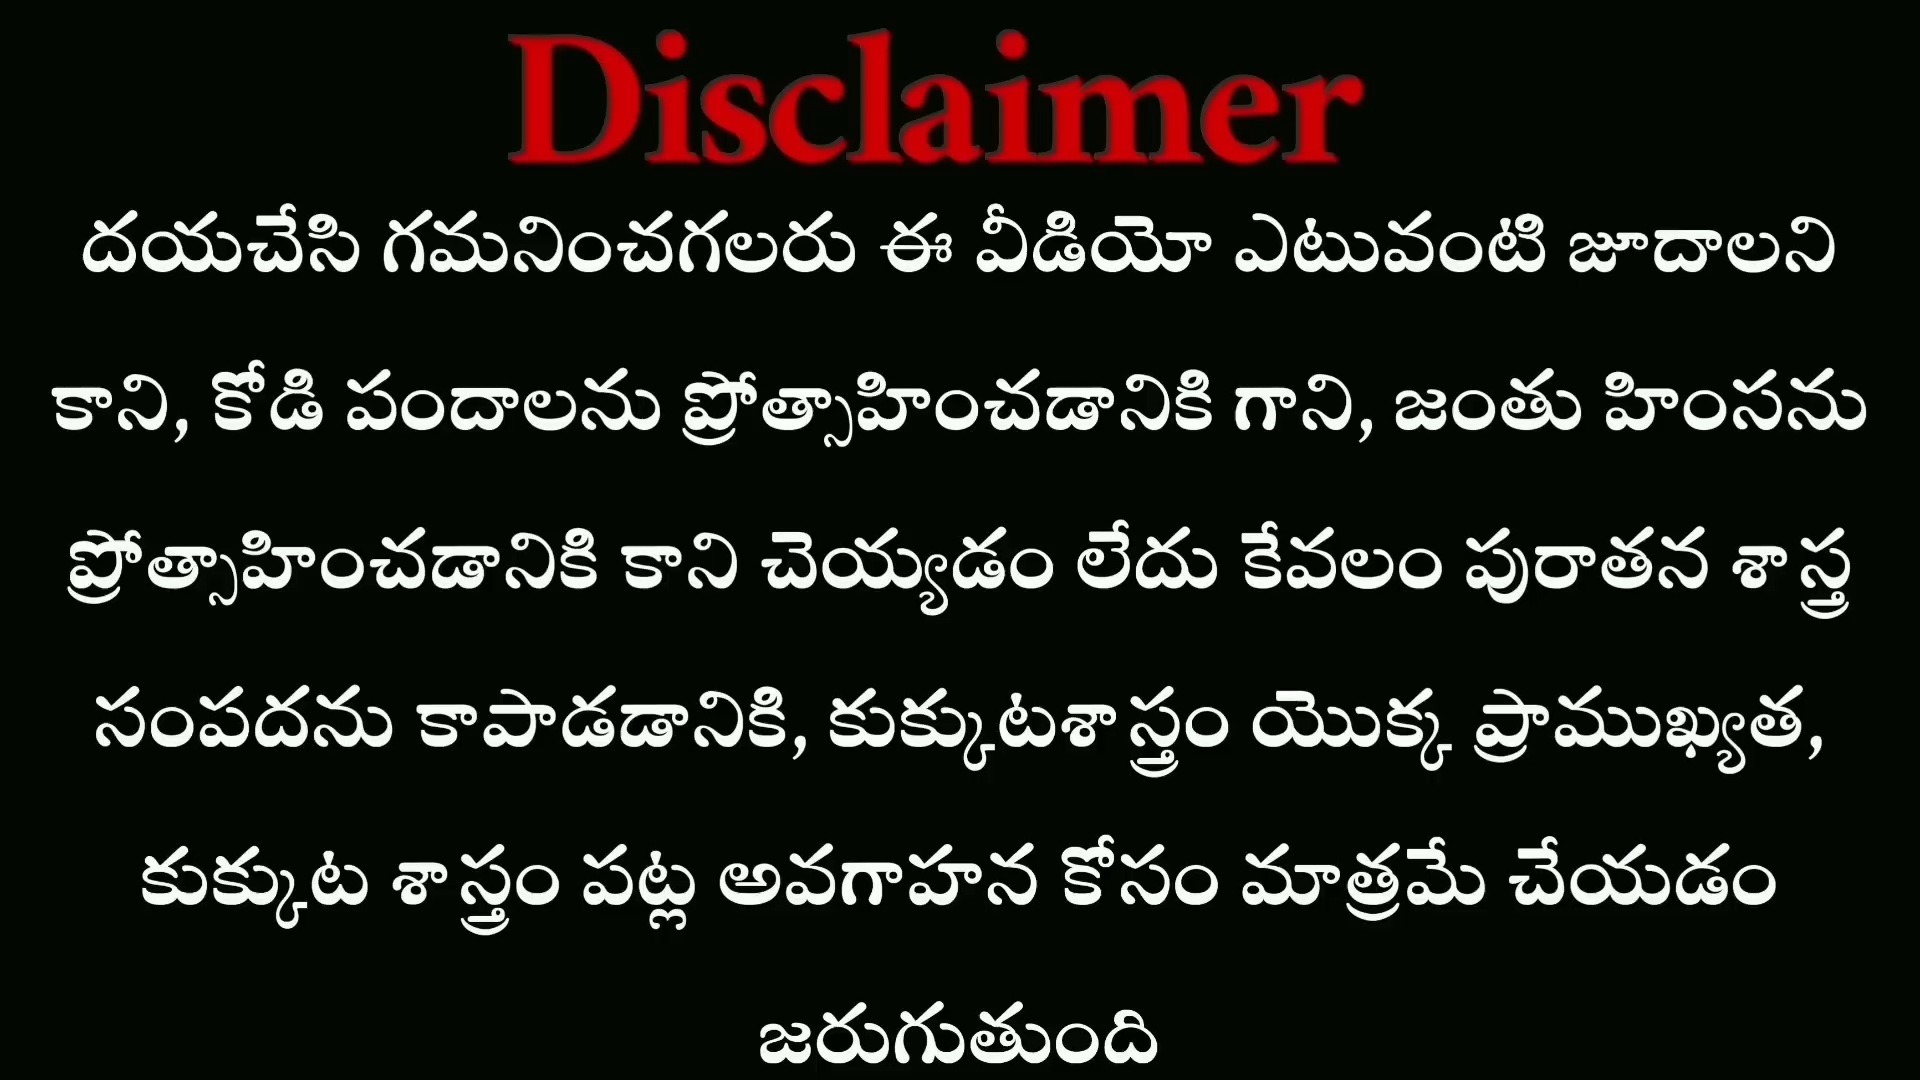 Disclaimer
దయచేసి గమనించగలరు ఈ వీడియో ఎటువంటి జూదాలని
కాని, కోడి పందాలను ప్రోత్సాహించడానికి గాని, జంతు హింసను
ప్రోత్సాహించడానికి కాని చెయ్యడం లేదు కేవలం పురాతన శాస్త్ర
సంపదను కాపాడడానికి, కుక్కుటశాస్త్రం యొక్క ప్రాముఖ్యత,
కుక్కుట శాస్త్రం పట్ల అవగాహన కోసం మాత్రమే చేయడం
జరుగుతుంది